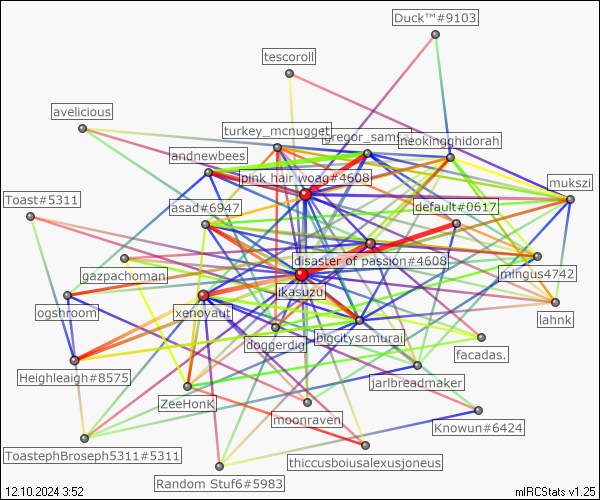 Duck™#9103
tescoroll
avelicious
turkey_mcnugget
gregor_samsa
neokingghidorah
andnewbees
pink hair woag#4608
mukszi
Toast#5311
asad#6947
default#0617
disaster of passion#4608
gazpachoman
mingus4742
ikasuzu
ogshroom
xenoyaut
lahnk
doggerdig
bigcitysamurai
facadas.
Heighleaigh#8575
jarlbreadmaker
ZeeHonk
moonraven
Knowun#6424
ToastephBroseph5311#5311
thiccusboiusalexusjoneus
Random Stuf6#5983
12.10.2024 3:52
mIRCStats v1.25